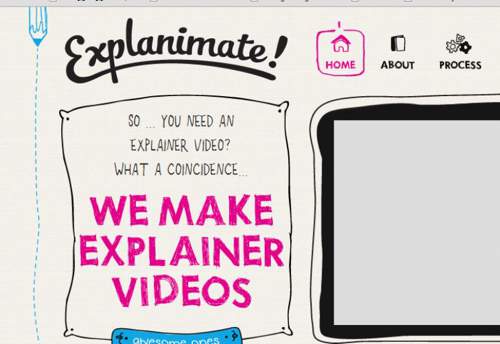 Explanimate!
HOME
ABOUT
PROCESS
SO ... YOU NEED AN
EXPLAINER VIDEO?
WHAT A COINCIDENCE...
WE MAKE
EXPLAINER
VIDEOS
awesome ones